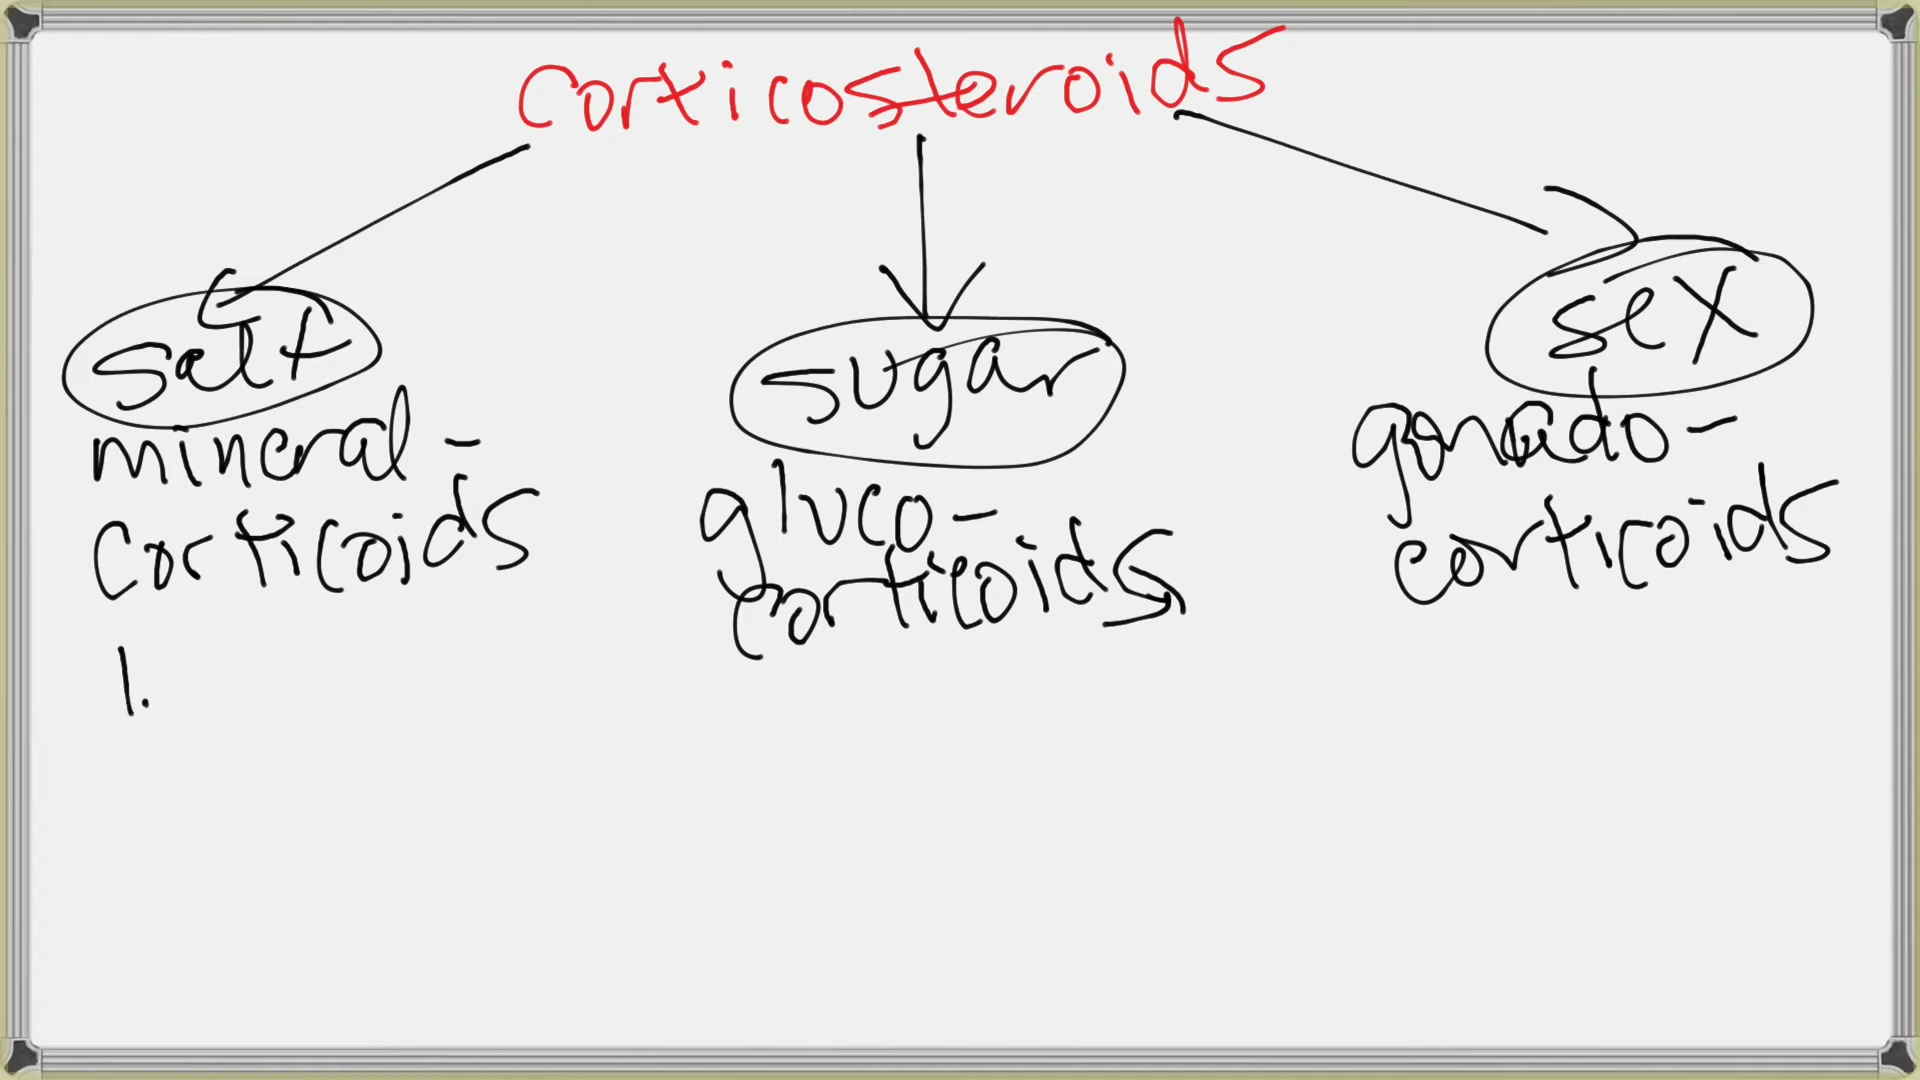 corticosteroids
salt
mineral-
corticoids
1.
sugar
gluco-
corticoids
sex
gonado-
corticoids